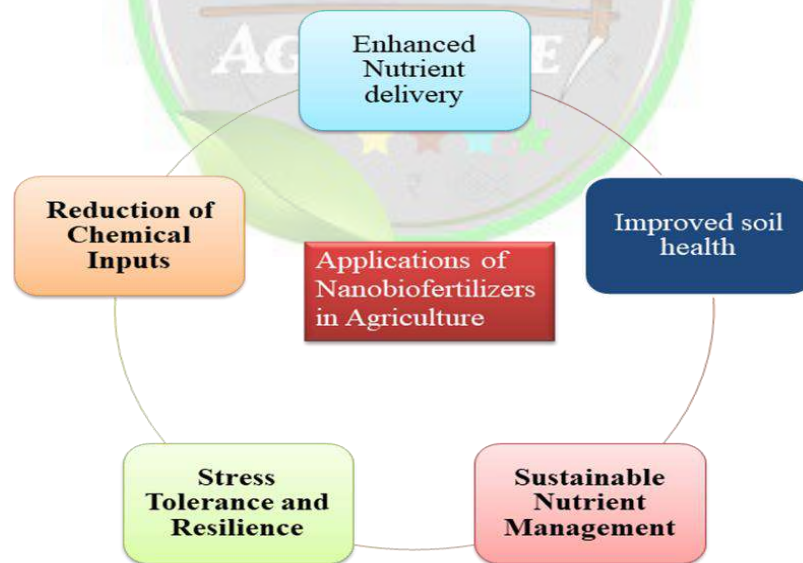 Enhanced
Nutrient
delivery
Reduction of
Chemical
Inputs
Improved soil
health
Applications of
Nanobiofertilizers
in Agriculture
Stress
Tolerance and
Resilience
Sustainable
Nutrient
Management